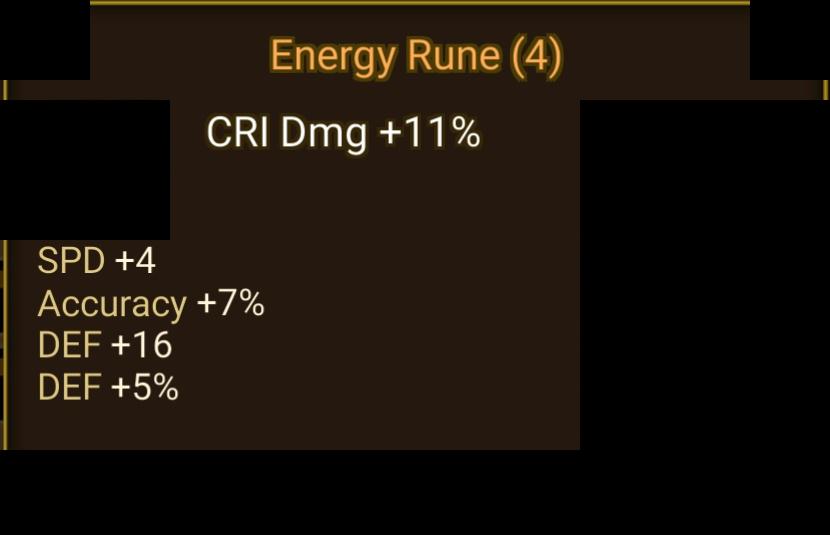 Energy Rune (4)
CRI Dmg +11%
SPD +4
Accuracy +7%
DEF +16
DEF +5%